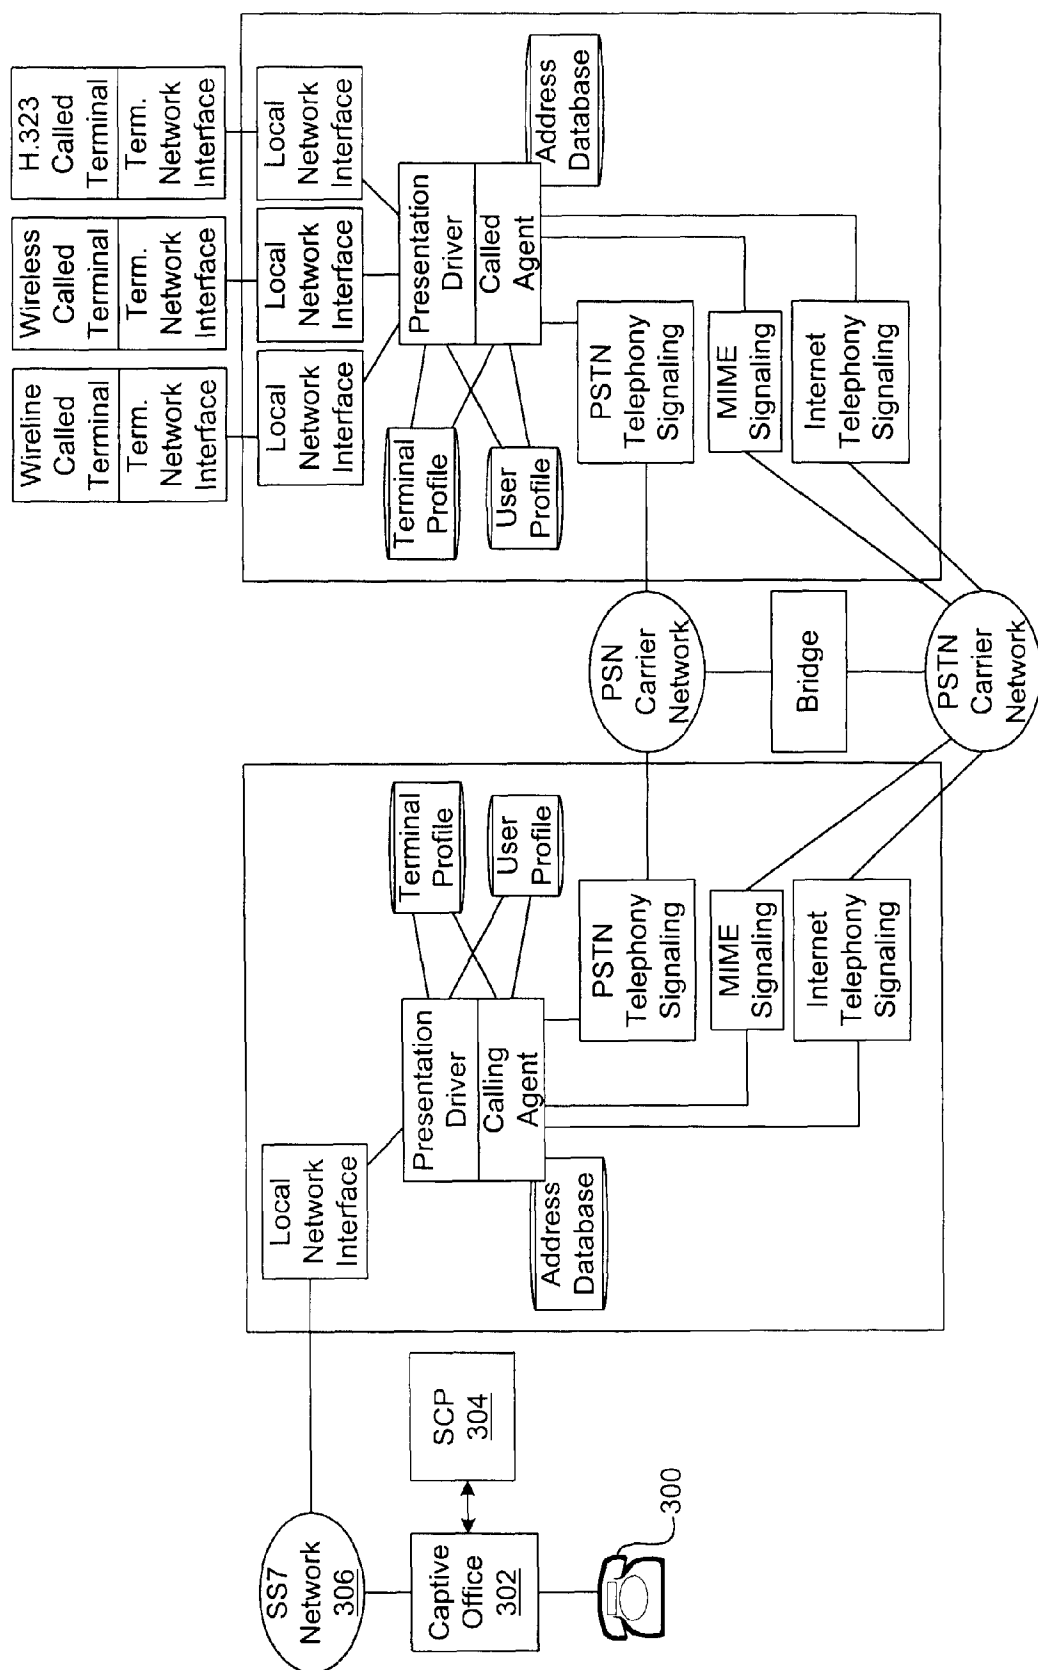 SS7
Network
306
Captive
Office
302
SCP
304
300
Local
Network
Interface
Presentation
Driver
Calling
Agent
Address
Database
Terminal
Profile
User
Profile
PSTN
Telephony
Signaling
MIME
Signaling
Internet
Telephony
Signaling
PSN
Carrier
Network
Bridge
PSTN
Carrier
Network
Wireline
Called
Terminal
Term.
Network
Interface
Wireless
Called
Terminal
Term.
Network
Interface
H.323
Called
Terminal
Term.
Network
Interface
Local
Network
Interface
Local
Network
Interface
Local
Network
Interface
Terminal
Profile
User
Profile
Presentation
Driver
Called
Agent
Address
Database
PSTN
Telephony
Signaling
MIME
Signaling
Internet
Telephony
Signaling